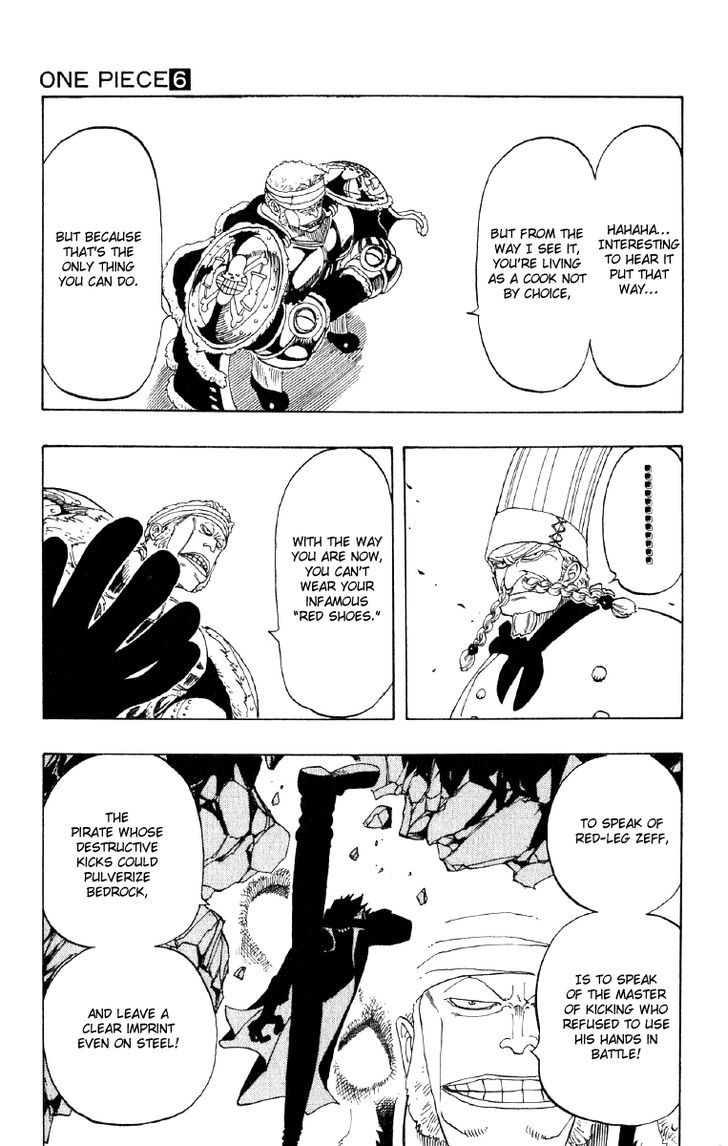 ONE PIECE 6
HAHAHA...
INTERESTING
TO HEAR IT
PUT THAT
WAY...
BUT FROM THE
WAY I SEE IT,
YOU'RE LIVING
AS A COOK NOT
BY CHOICE,
BUT BECAUSE
THAT'S THE
ONLY THING
YOU CAN DO.
............
WITH THE WAY
YOU ARE NOW,
YOU CAN'T
WEAR YOUR
INFAMOUS
"RED SHOES."
TO SPEAK OF
RED-LEG ZEFF,
IS TO SPEAK
OF THE MASTER
OF KICKING WHO
REFUSED TO USE
HIS HANDS IN
BATTLE!
THE
PIRATE WHOSE
DESTRUCTIVE
KICKS COULD
PULVERIZE
BEDROCK,
AND LEAVE A
CLEAR IMPRINT
EVEN ON STEEL!